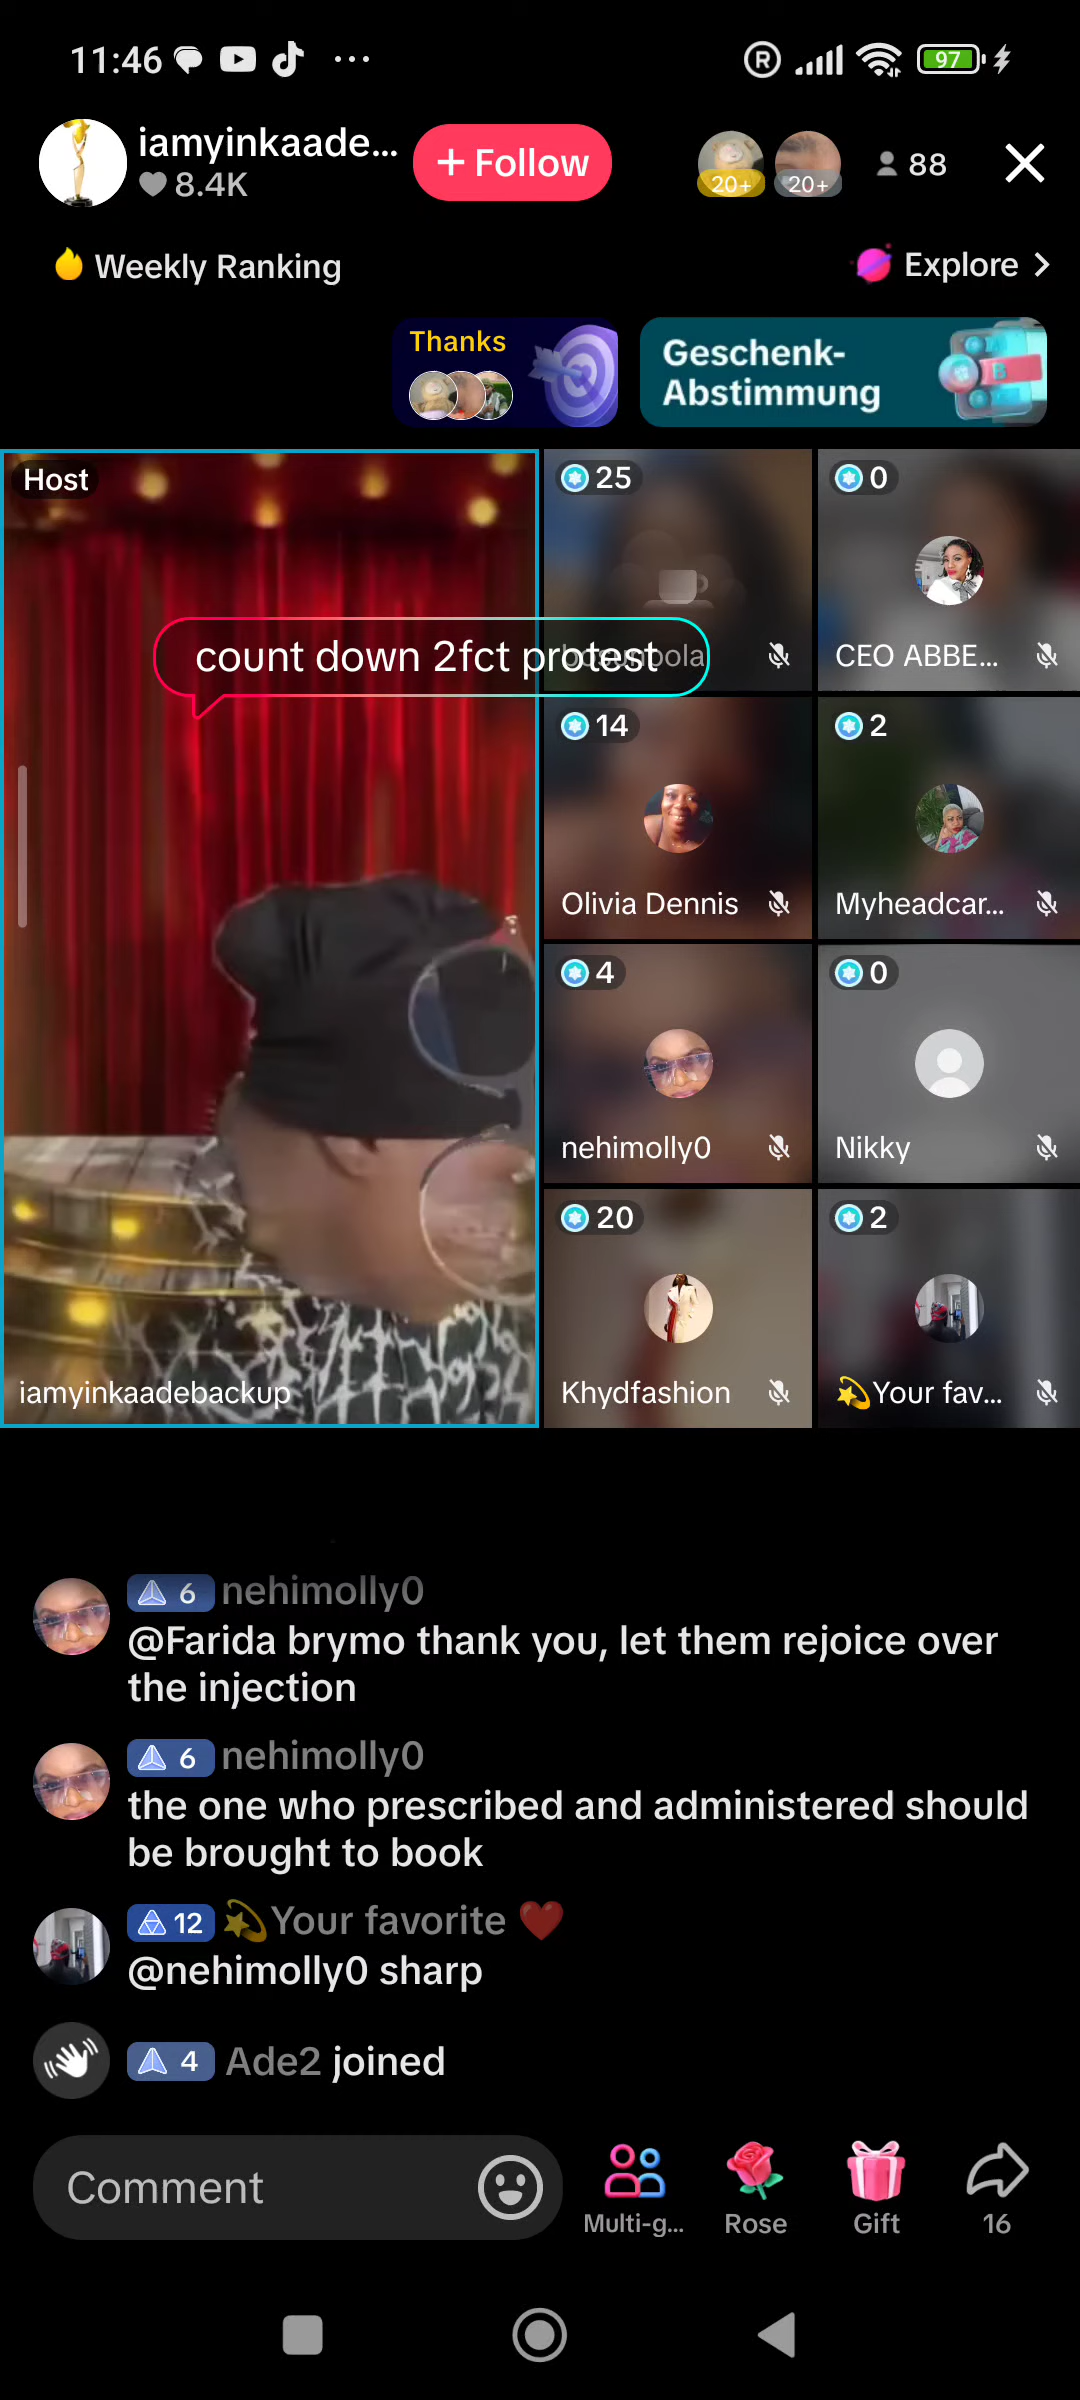 11:46
R
97
iamyinkaade...
8.4K
+ Follow
20+
20+
88
Weekly Ranking
Explore >
Thanks
Geschenk-
Abstimmung
Host
25
0
count down 2fct protest
CEO ABBE...
14
2
Olivia Dennis
Myheadcar...
4
0
nehimolly0
Nikky
20
2
iamyinkaadebackup
Khydfashion
💫Your fav...
6 nehimolly0
@Farida brymo thank you, let them rejoice over
the injection
6 nehimolly0
the one who prescribed and administered should
be brought to book
12 💫Your favorite ❤️
@nehimolly0 sharp
4 Ade2 joined
Comment
Multi-g...
Rose
Gift
16